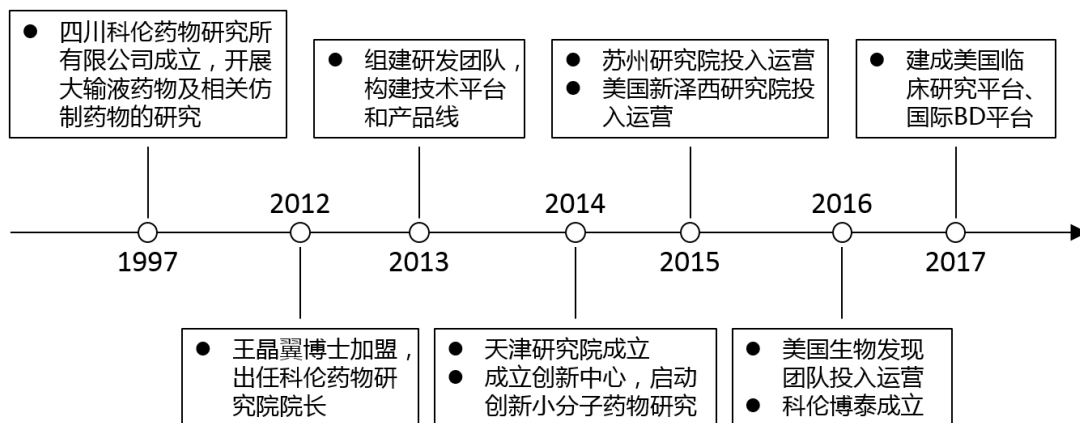 ● 四川科伦药物研究所
有限公司成立，开展
大输液药物及相关仿
制药物的研究
● 组建研发团队，
构建技术平台
和产品线
● 苏州研究院投入运营
● 美国新泽西研究院投
入运营
● 建成美国临
床研究平台、
国际BD平台
2012
2014
2016
1997
2013
2015
2017
● 王晶翼博士加盟，
出任科伦药物研
究院院长
● 天津研究院成立
● 成立创新中心，启动
创新小分子药物研究
● 美国生物发现
团队投入运营
● 科伦博泰成立